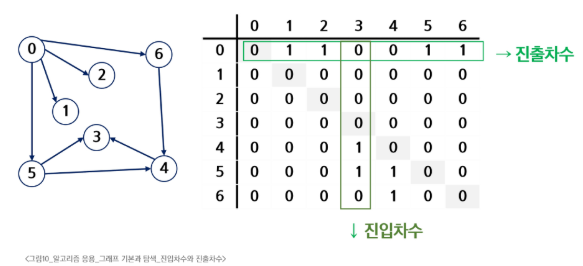 0
6
2
1
3
5
4
0 1 2 3 4 5 6
0 0 1 1 0 0 1 1 → 진출차수
1 0 0 0 0 0 0 0
2 0 0 0 0 0 0 0
3 0 0 0 0 0 0 0
4 0 0 0 1 0 0 0
5 0 0 0 1 1 0 0
6 0 0 0 0 1 0 0
↓ 진입차수
<그림10_알고리즘 응용_그래프 기본과 탐색_진입차수와 진출차수>